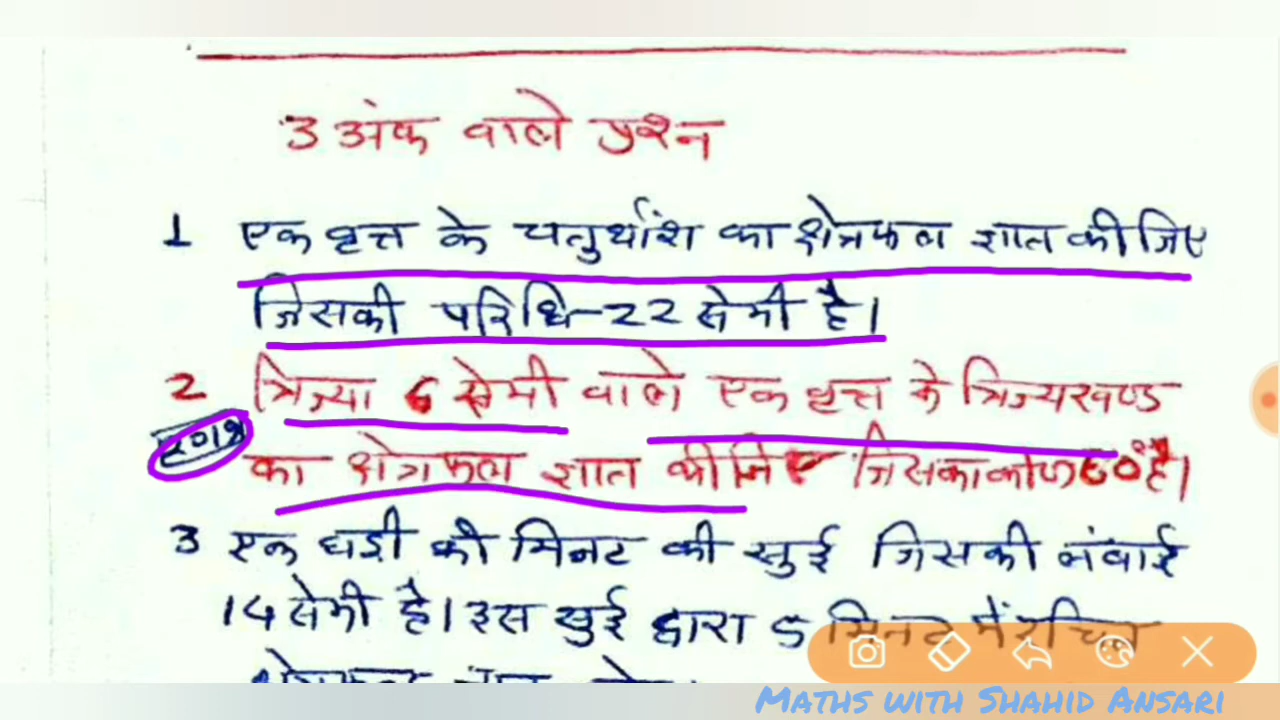 3 अंक वाले प्रश्न
1 एक वृत्त के चतुर्थांश का क्षेत्रफल ज्ञात कीजिए
जिसकी परिधि-22 सेमी है।
2 त्रिज्या 6 सेमी वाले एक वृत्त के त्रिज्यखण्ड
का क्षेत्रफल ज्ञात कीजिए जिसका कोण 60° है।
3 एक घड़ी की मिनट की सुई जिसकी लंबाई
14 सेमी है। इस सुई द्वारा 5 मिनट में रचित
MATHS WITH SHAHID ANSARI